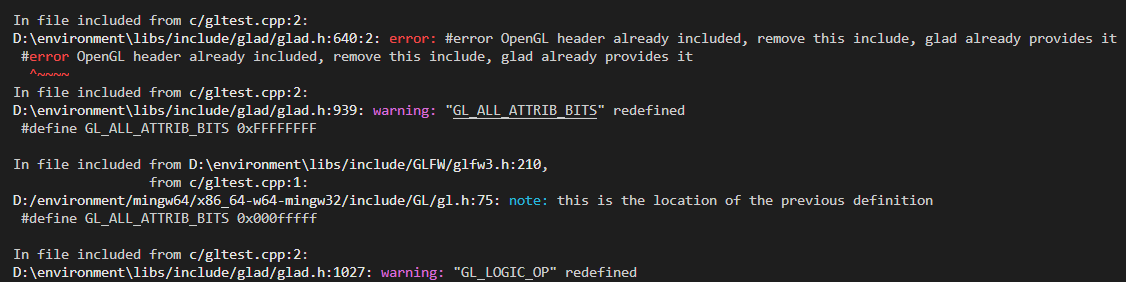 In file included from c/gltest.cpp:2:
D:\environment\libs/include/glad/glad.h:640:2: error: #error OpenGL header already included, remove this include, glad already provides it
#error OpenGL header already included, remove this include, glad already provides it
^~~~~
In file included from c/gltest.cpp:2:
D:\environment\libs/include/glad/glad.h:939: warning: "GL_ALL_ATTRIB_BITS" redefined
#define GL_ALL_ATTRIB_BITS 0xFFFFFFFF
In file included from D:\environment\libs/include/GLFW/glfw3.h:210,
from c/gltest.cpp:1:
D:/environment/mingw64/x86_64-w64-mingw32/include/GL/gl.h:75: note: this is the location of the previous definition
#define GL_ALL_ATTRIB_BITS 0x000fffff
In file included from c/gltest.cpp:2:
D:\environment\libs/include/glad/glad.h:1027: warning: "GL_LOGIC_OP" redefined